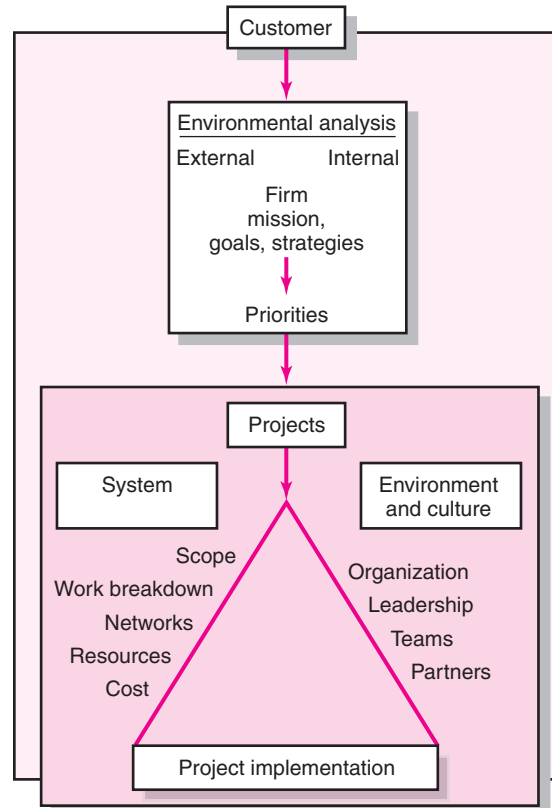 Customer
Environmental analysis
External Internal
Firm
mission,
goals, strategies
Priorities
Projects
System
Environment
and culture
Scope
Work breakdown
Networks
Resources
Cost
Organization
Leadership
Teams
Partners
Project implementation